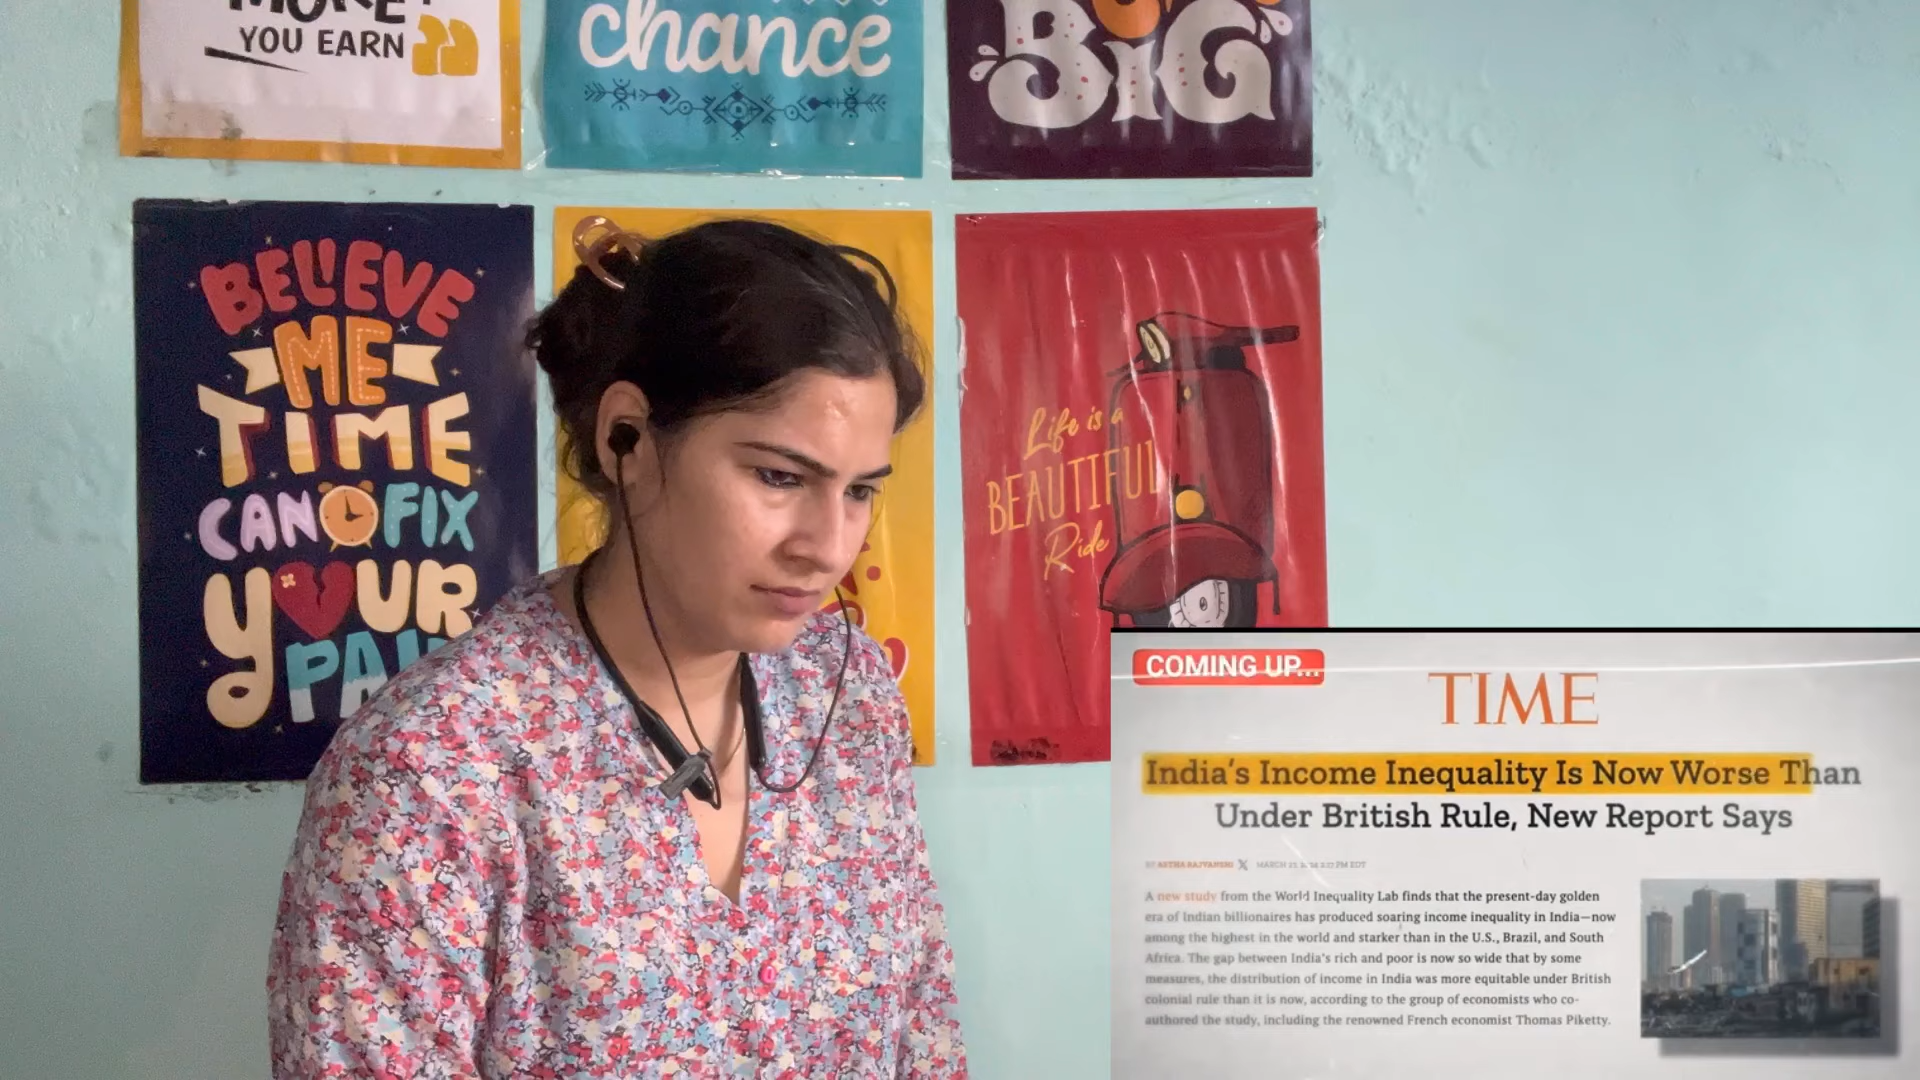 YOU EARN
chance
BIG
BELIEVE
ME
TIME
CAN FIX
YOUR
Life is a
BEAUTIFUL
Ride
COMING UP...
TIME
India's Income Inequality Is Now Worse Than
Under British Rule, New Report Says
BY ASTHA RAJVANSHI
A new study from the World Inequality Lab finds that the present-day golden
era of Indian billionaires has produced soaring income inequality in India—now
among the highest in the world and starker than in the U.S., Brazil, and South
Africa. The gap between India's rich and poor is now so wide that by some
measures, the distribution of income in India was more equitable under British
colonial rule than it is now, according to the group of economists who co-
authored the study, including the renowned French economist Thomas Piketty.